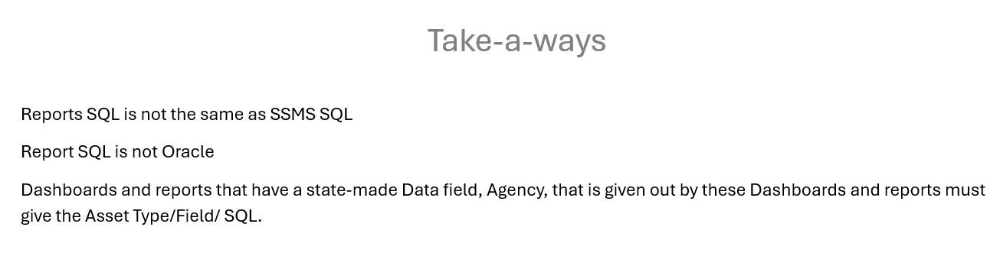 Take-a-ways
Reports SQL is not the same as SSMS SQL
Report SQL is not Oracle
Dashboards and reports that have a state-made Data field, Agency, that is given out by these Dashboards and reports must
give the Asset Type/Field/ SQL.